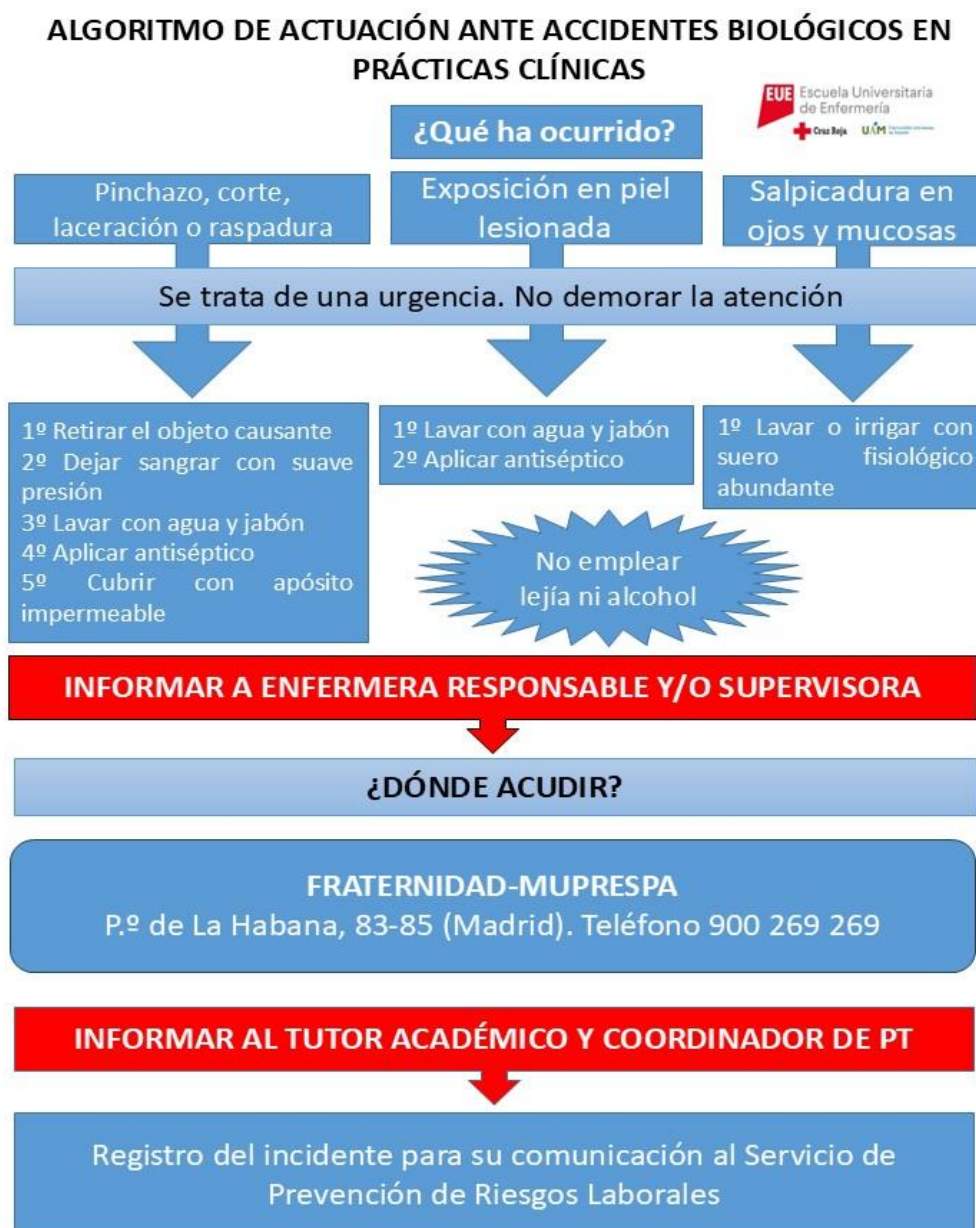 ALGORITMO DE ACTUACIÓN ANTE ACCIDENTES BIOLÓGICOS EN
PRÁCTICAS CLÍNICAS
EUE Escuela Universitaria
de Enfermería
Cruz Roja UAM
¿Qué ha ocurrido?
Pinchazo, corte,
laceración o raspadura
Exposición en piel
lesionada
Salpicadura en
ojos y mucosas
Se trata de una urgencia. No demorar la atención
1º Retirar el objeto causante
2º Dejar sangrar con suave
presión
3º Lavar con agua y jabón
4º Aplicar antiséptico
5º Cubrir con apósito
impermeable
1º Lavar con agua y jabón
2º Aplicar antiséptico
1º Lavar o irrigar con
suero fisiológico
abundante
No emplear
lejía ni alcohol
INFORMAR A ENFERMERA RESPONSABLE Y/O SUPERVISORA
¿DÓNDE ACUDIR?
FRATERNIDAD-MUPRESPA
P.º de La Habana, 83-85 (Madrid). Teléfono 900 269 269
INFORMAR AL TUTOR ACADÉMICO Y COORDINADOR DE PT
Registro del incidente para su comunicación al Servicio de
Prevención de Riesgos Laborales